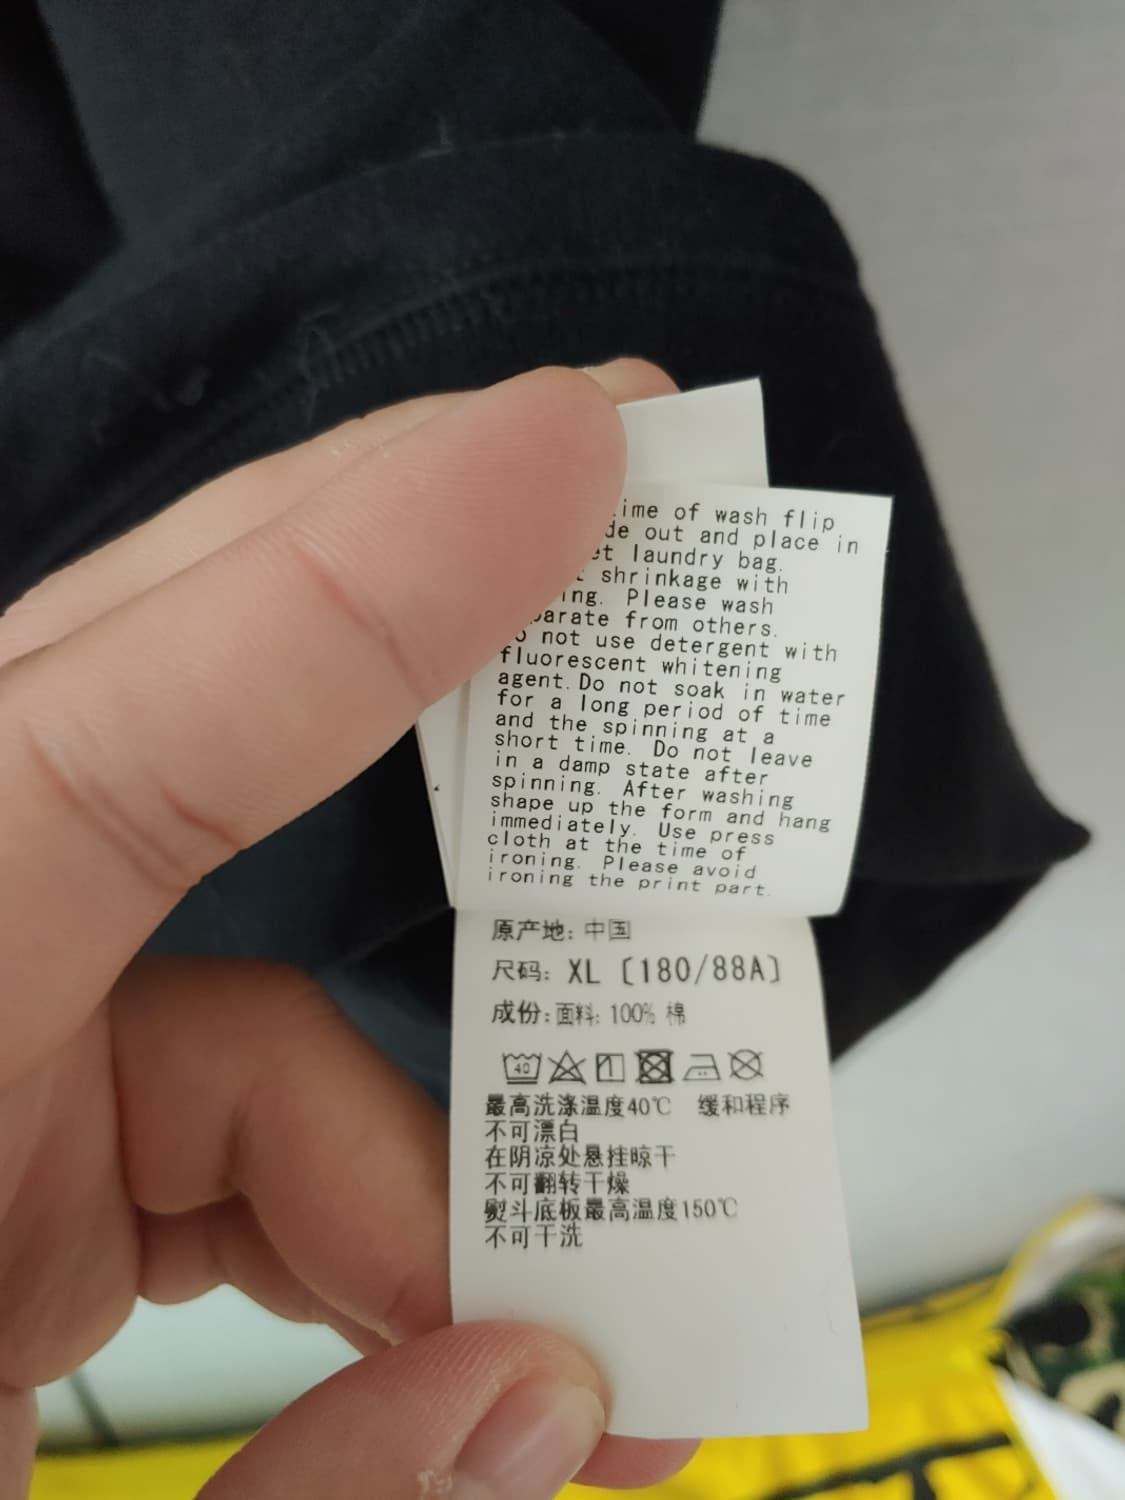 of wash flip
out and place in
laundry bag.
shrinkage with
Please wash
from others.
not use detergent with
fluorescent whitening
agent. Do not soak in water
for a long period of time
and the spinning at a
short time. Do not leave
in a damp state after
spinning. After washing
shape up the form and hang
immediately. Use press
cloth at the time of
ironing. Please avoid
ironing the print part.
原产地: 中国
尺码: XL〔180/88A〕
成份: 面料: 100% 棉
40
最高洗涤温度40℃ 缓和程序
不可漂白
在阴凉处悬挂晾干
不可翻转干燥
熨斗底板最高温度150℃
不可干洗